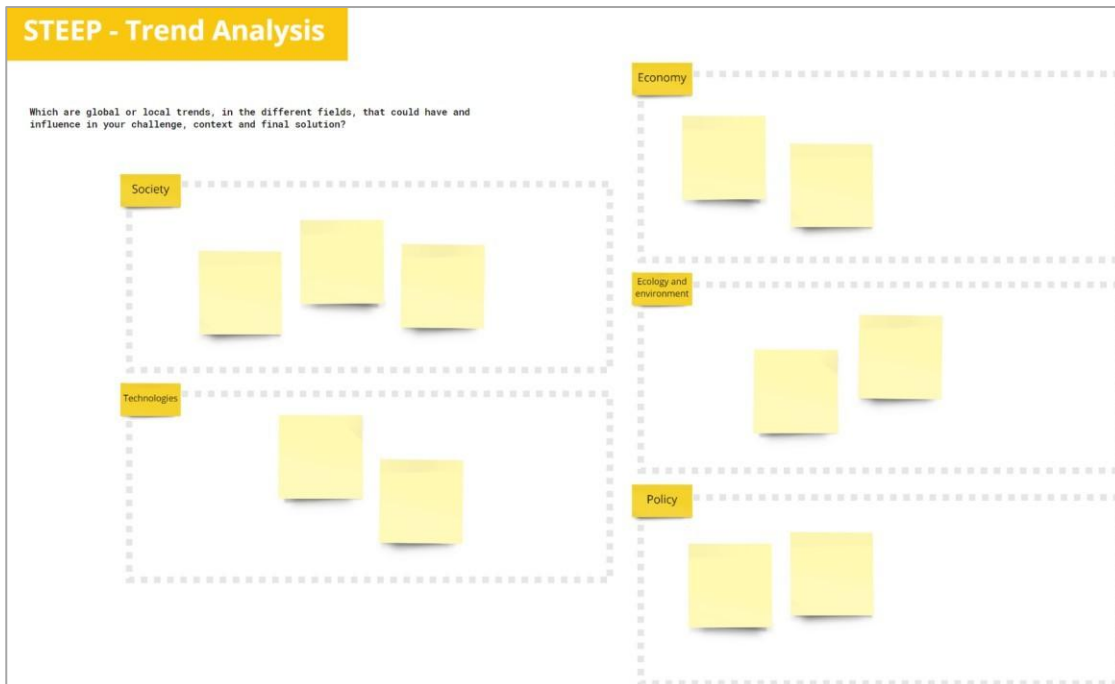 STEEP - Trend Analysis
Which are global or local trends, in the different fields, that could have and
influence in your challenge, context and final solution?
Society
Technologies
Economy
Ecology and
environment
Policy